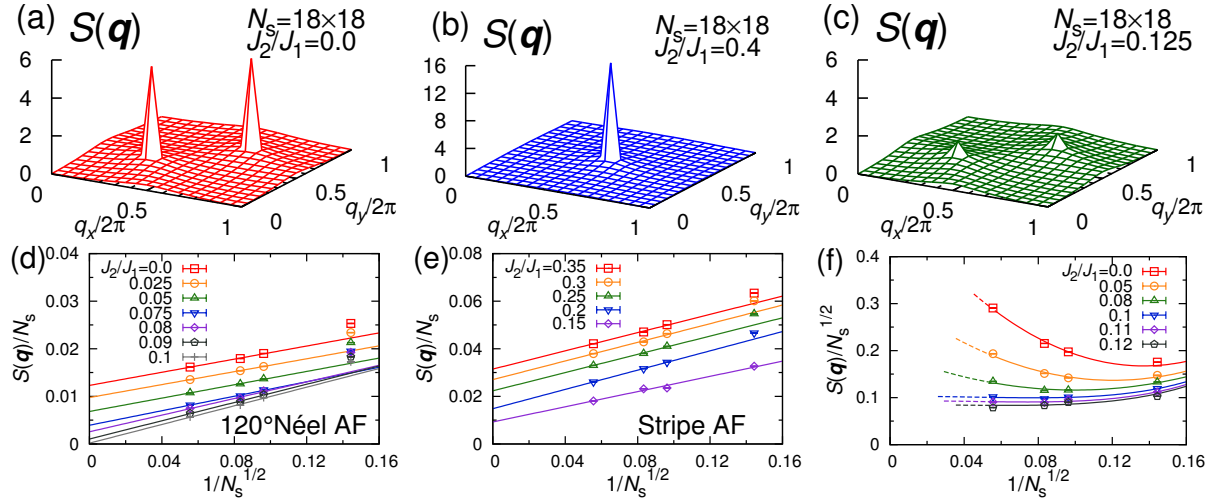 (a) S(q) Ns=18×18
J2/J1=0.0
6
4
2
0
0
0.5
1
qx/2π
0
0.5
1
qy/2π
(b) S(q) Ns=18×18
J2/J1=0.4
16
12
8
4
0
0
0.5
1
qx/2π
0
0.5
1
qy/2π
(c) S(q) Ns=18×18
J2/J1=0.125
6
4
2
0
0
0.5
1
qx/2π
0
0.5
1
qy/2π
(d)
S(q)/Ns
0.04
0.03
0.02
0.01
0
J2/J1=0.0
0.025
0.05
0.075
0.08
0.09
0.1
120°Néel AF
0 0.04 0.08 0.12 0.16
1/Ns^1/2
(e)
S(q)/Ns
0.08
0.06
0.04
0.02
0
J2/J1=0.35
0.3
0.25
0.2
0.15
Stripe AF
0 0.04 0.08 0.12 0.16
1/Ns^1/2
(f)
S(q)/Ns^1/2
0.4
0.3
0.2
0.1
0
J2/J1=0.0
0.05
0.08
0.1
0.11
0.12
0 0.04 0.08 0.12 0.16
1/Ns^1/2